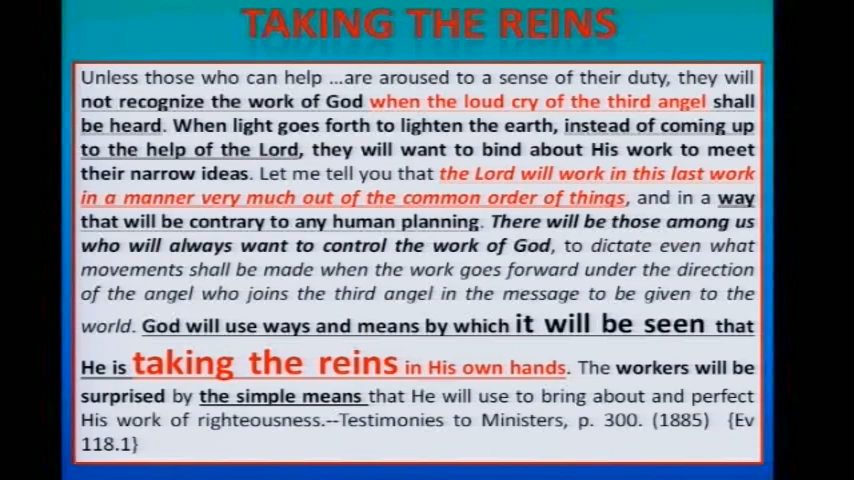 TAKING THE REINS
Unless those who can help ...are aroused to a sense of their duty, they will
not recognize the work of God when the loud cry of the third angel shall
be heard. When light goes forth to lighten the earth, instead of coming up
to the help of the Lord, they will want to bind about His work to meet
their narrow ideas. Let me tell you that the Lord will work in this last work
in a manner very much out of the common order of things, and in a way
that will be contrary to any human planning. There will be those among us
who will always want to control the work of God, to dictate even what
movements shall be made when the work goes forward under the direction
of the angel who joins the third angel in the message to be given to the
world. God will use ways and means by which it will be seen that
He is taking the reins in His own hands. The workers will be
surprised by the simple means that He will use to bring about and perfect
His work of righteousness.--Testimonies to Ministers, p. 300. (1885) {Ev
118.1}